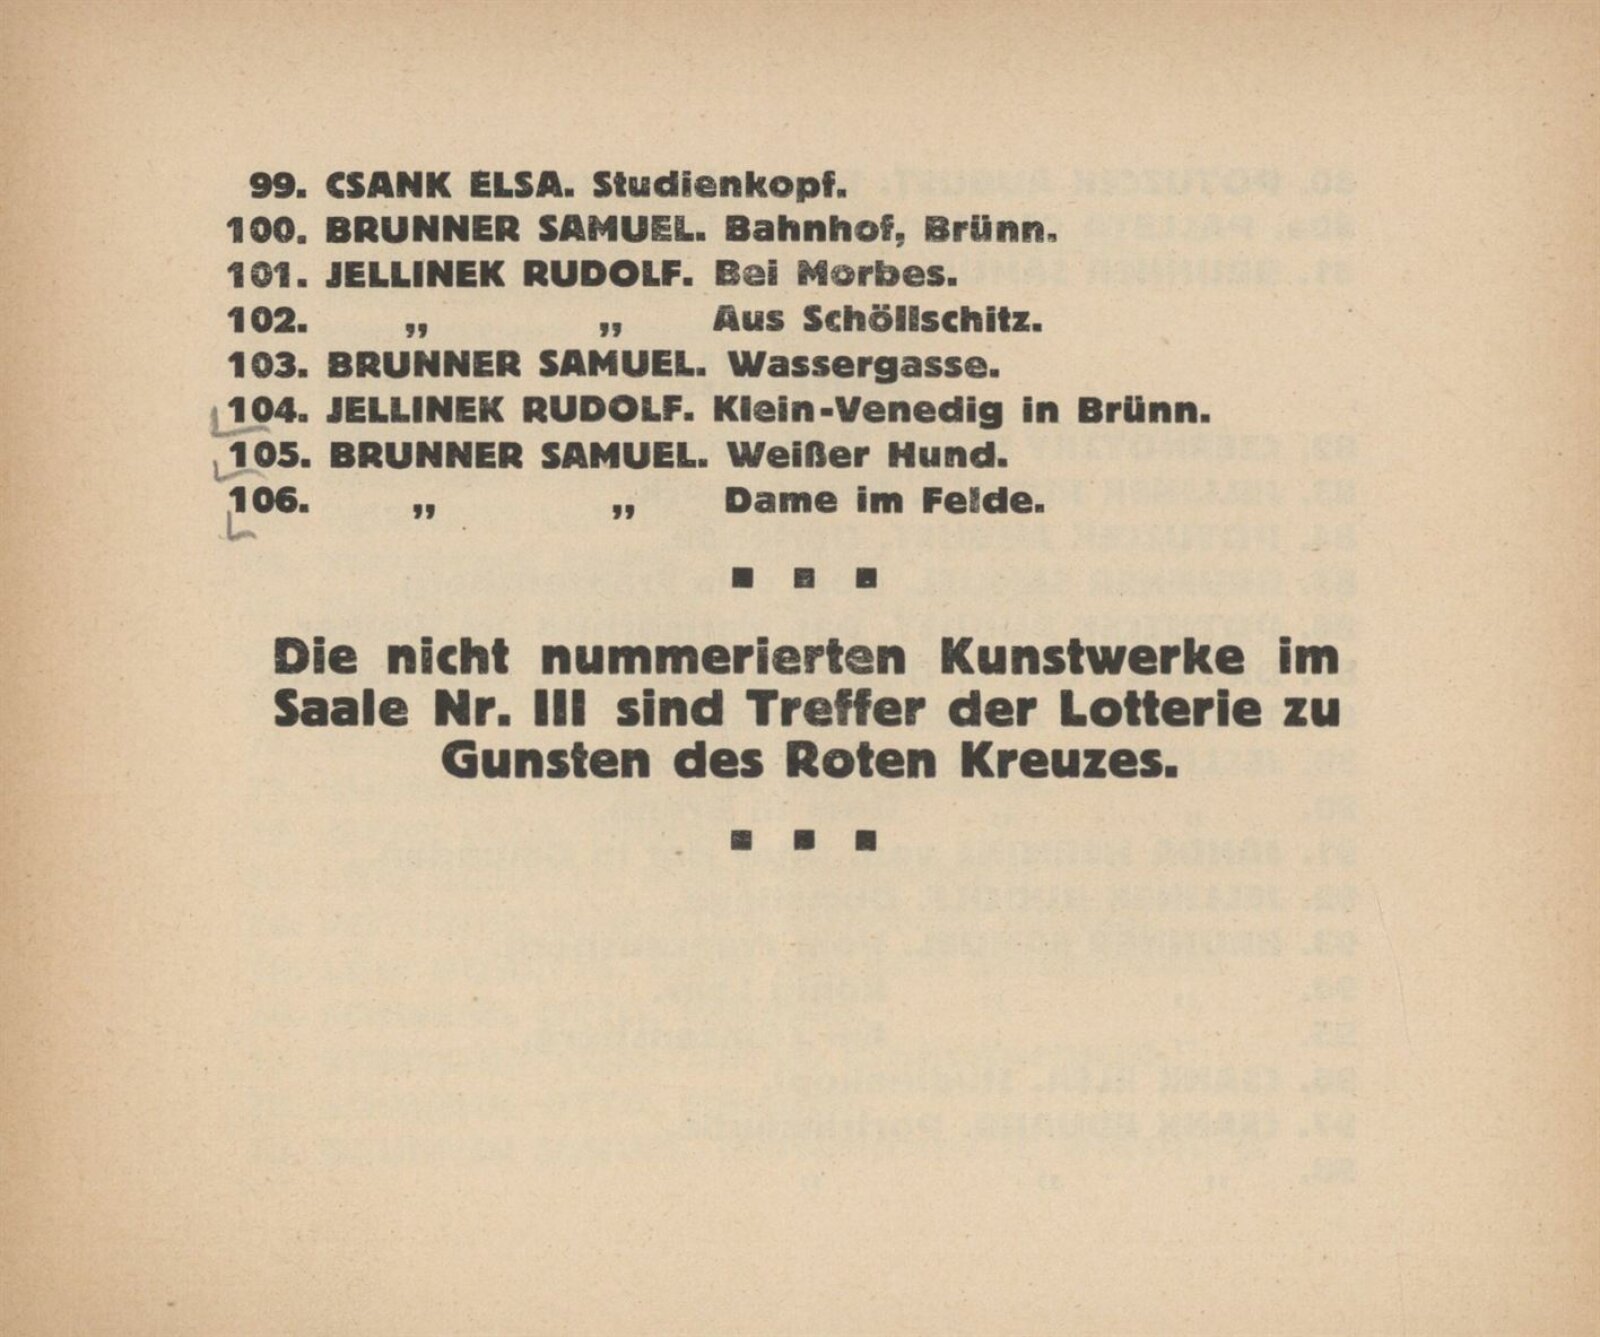 99. CSANK ELSA. Studienkopf.
100. BRUNNER SAMUEL. Bahnhof, Brünn.
101. JELLINEK RUDOLF. Bei Morbes.
102. „ „ Aus Schöllschitz.
103. BRUNNER SAMUEL. Wassergasse.
104. JELLINEK RUDOLF. Klein-Venedig in Brünn.
105. BRUNNER SAMUEL. Weißer Hund.
106. „ „ Dame im Felde.
Die nicht nummerierten Kunstwerke im
Saale Nr. III sind Treffer der Lotterie zu
Gunsten des Roten Kreuzes.